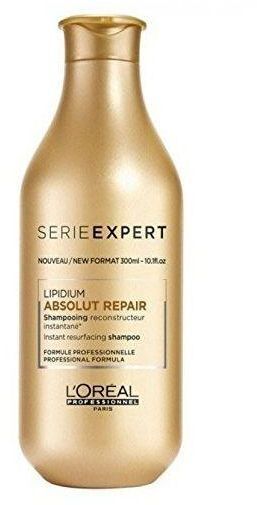 SERIEEXPERT
NOUVEAU/NEW FORMAT 300ml - 10.1fl.oz
LIPIDIUM
ABSOLUT REPAIR
Shampooing reconstructeur
instantané*
Instant resurfacing shampoo
FORMULE PROFESSIONNELLE
PROFESSIONAL FORMULA
L'ORÉAL
PROFESSIONNEL
PARIS